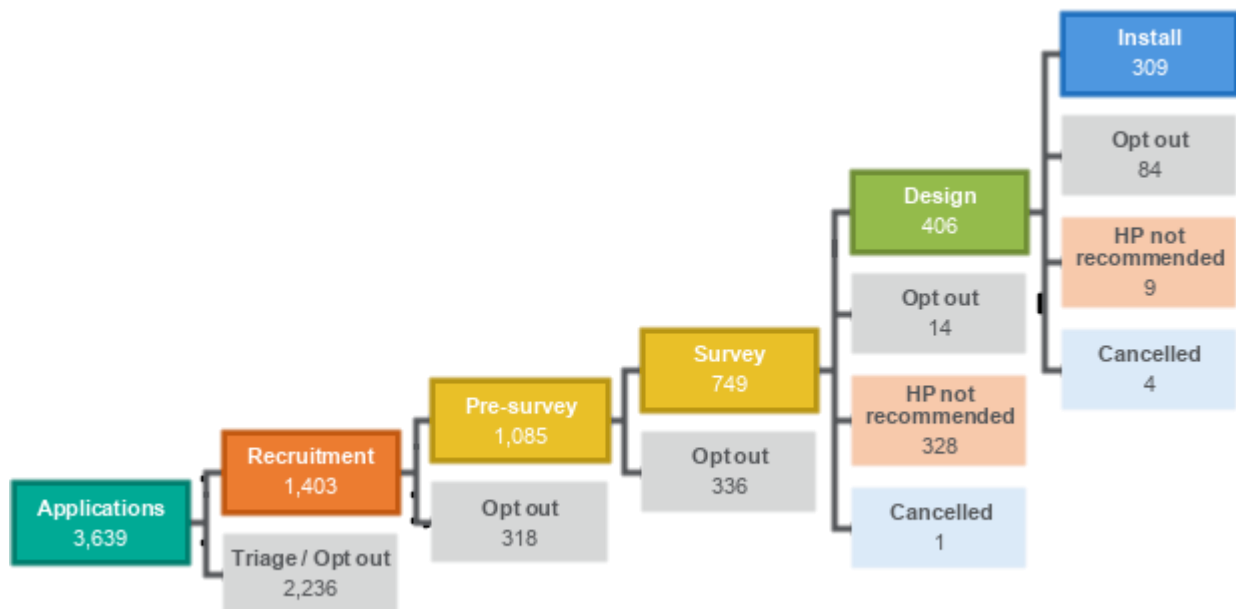 Applications
3,639
Recruitment
1,403
Triage / Opt out
2,236
Pre-survey
1,085
Opt out
318
Survey
749
Opt out
336
Design
406
Opt out
14
HP not
recommended
328
Cancelled
1
Install
309
Opt out
84
HP not
recommended
9
Cancelled
4